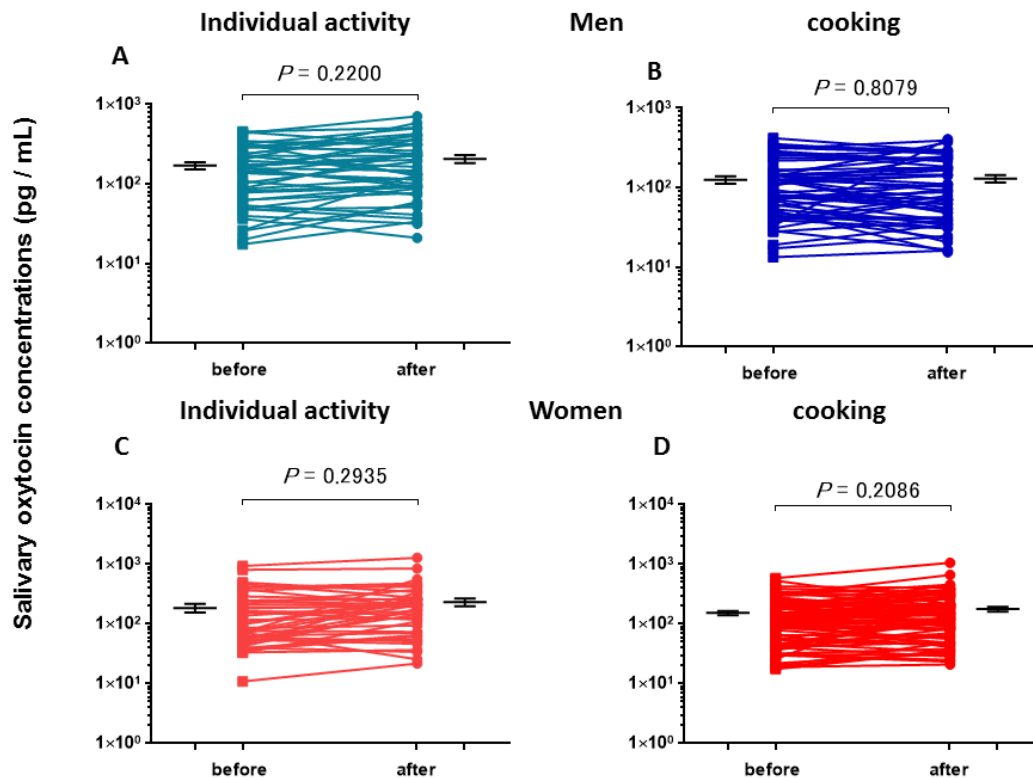 Individual activity Men cooking
A
B
P = 0.2200
P = 0.8079
1×10³
1×10²
1×10¹
1×10⁰
before after
1×10³
1×10²
1×10¹
1×10⁰
before after
Salivary oxytocin concentrations (pg / mL)
Individual activity Women cooking
C
D
P = 0.2935
P = 0.2086
1×10⁴
1×10³
1×10²
1×10¹
1×10⁰
before after
1×10⁴
1×10³
1×10²
1×10¹
1×10⁰
before after